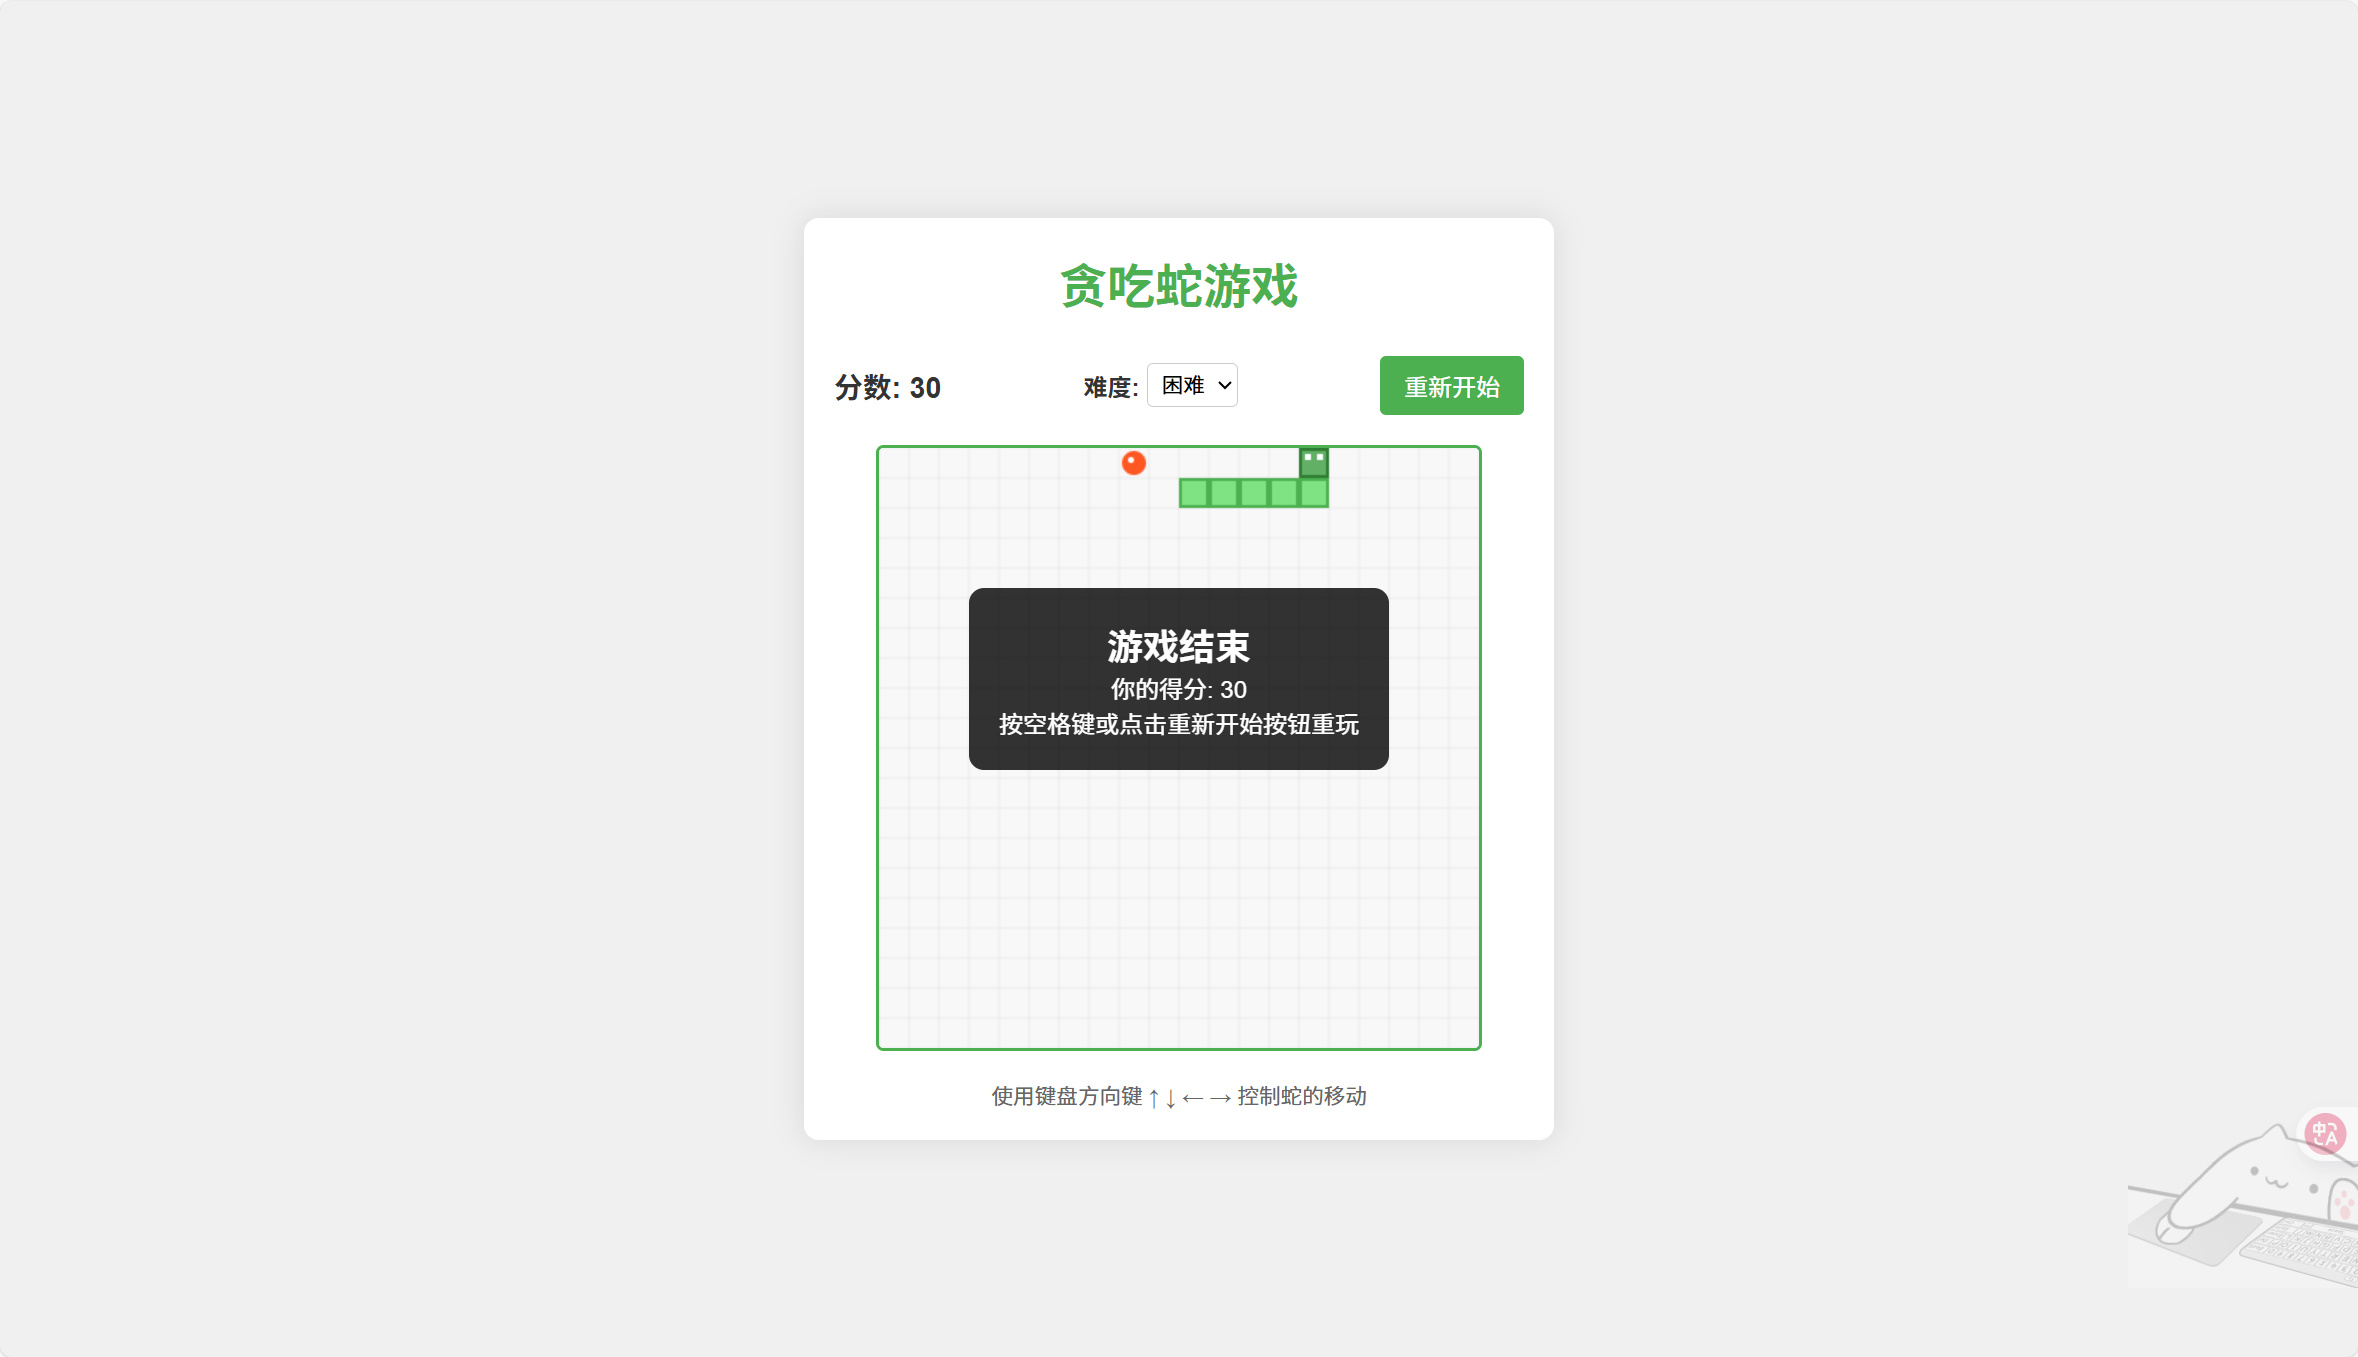 贪吃蛇游戏
分数: 30
难度: 困难
重新开始
游戏结束
你的得分: 30
按空格键或点击重新开始按钮重玩
使用键盘方向键 ↑ ↓ ← → 控制蛇的移动
中A